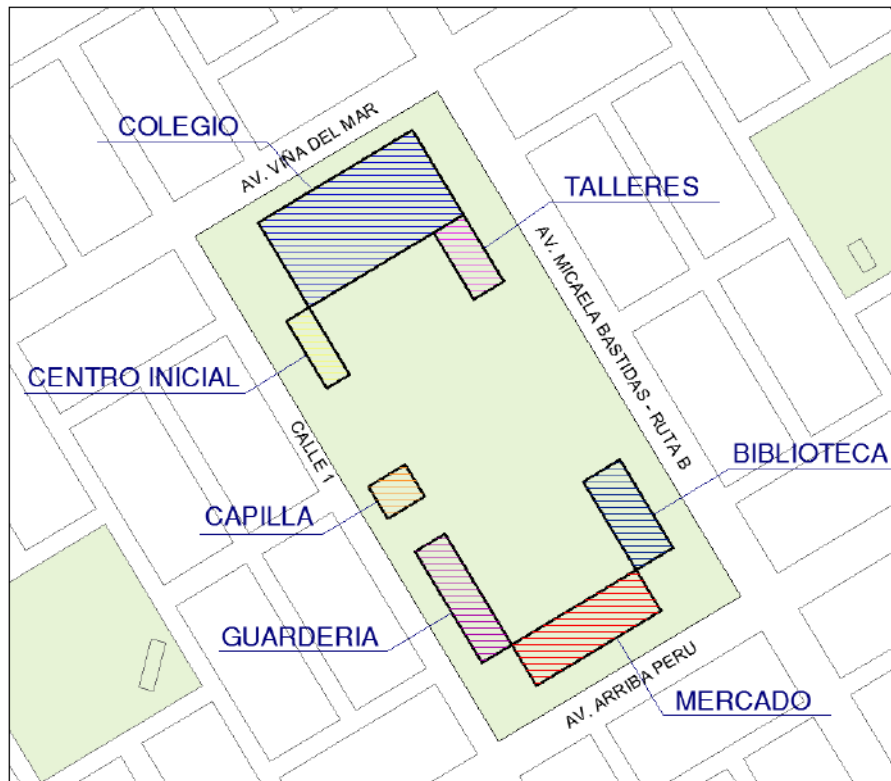 COLEGIO
AV. VIÑA DEL MAR
TALLERES
AV. MICAELA BASTIDAS - RUTA B
CENTRO INICIAL
CALLE 1
BIBLIOTECA
CAPILLA
GUARDERIA
MERCADO
AV. ARRIBA PERU